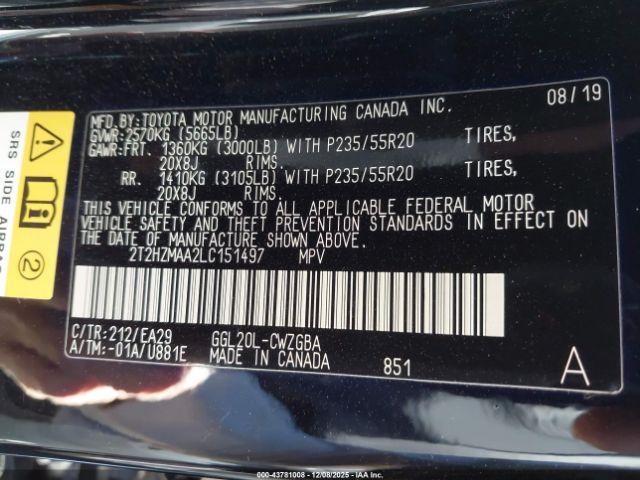 MFD.BY:TOYOTA MOTOR MANUFACTURING CANADA INC. 08/19
GVWR:2570KG (5665LB)
GAWR:FRT. 1360KG (3000LB) WITH P235/55R20 TIRES,
20X8J RIMS.
RR. 1410KG (3105LB) WITH P235/55R20 TIRES,
20X8J RIMS.
THIS VEHICLE CONFORMS TO ALL APPLICABLE FEDERAL MOTOR
VEHICLE SAFETY AND THEFT PREVENTION STANDARDS IN EFFECT ON
THE DATE OF MANUFACTURE SHOWN ABOVE.
2T2HZMAA2LC151497 MPV
C/TR:212/EA29 GGL20L-CWZGBA
A/TM:-01A/U881E MADE IN CANADA 851 A
SRS SIDE AIRBAG
2
© 43781008 - 12/08/2025 - IAA Inc.